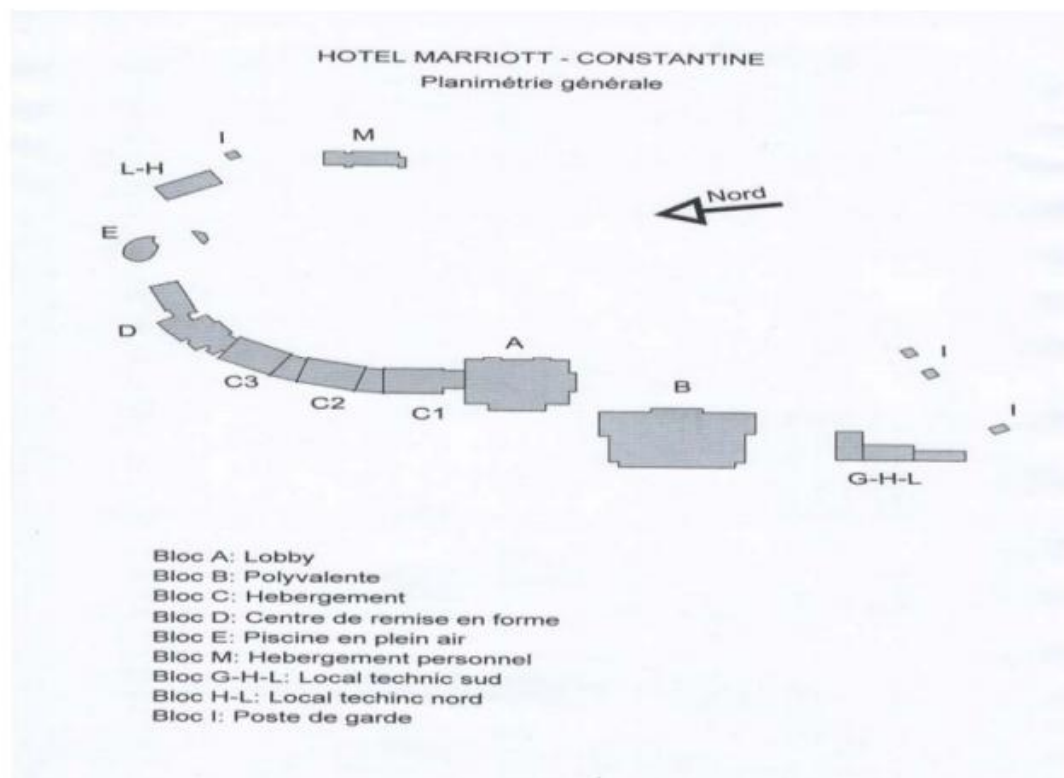 HOTEL MARRIOTT - CONSTANTINE
Planimétrie générale
I
M
L-H
Nord
E
D
A
I
C3
B
C2
C1
I
G-H-L
Bloc A: Lobby
Bloc B: Polyvalente
Bloc C: Hebergement
Bloc D: Centre de remise en forme
Bloc E: Piscine en plein air
Bloc M: Hebergement personnel
Bloc G-H-L: Local technic sud
Bloc H-L: Local techinc nord
Bloc I: Poste de garde